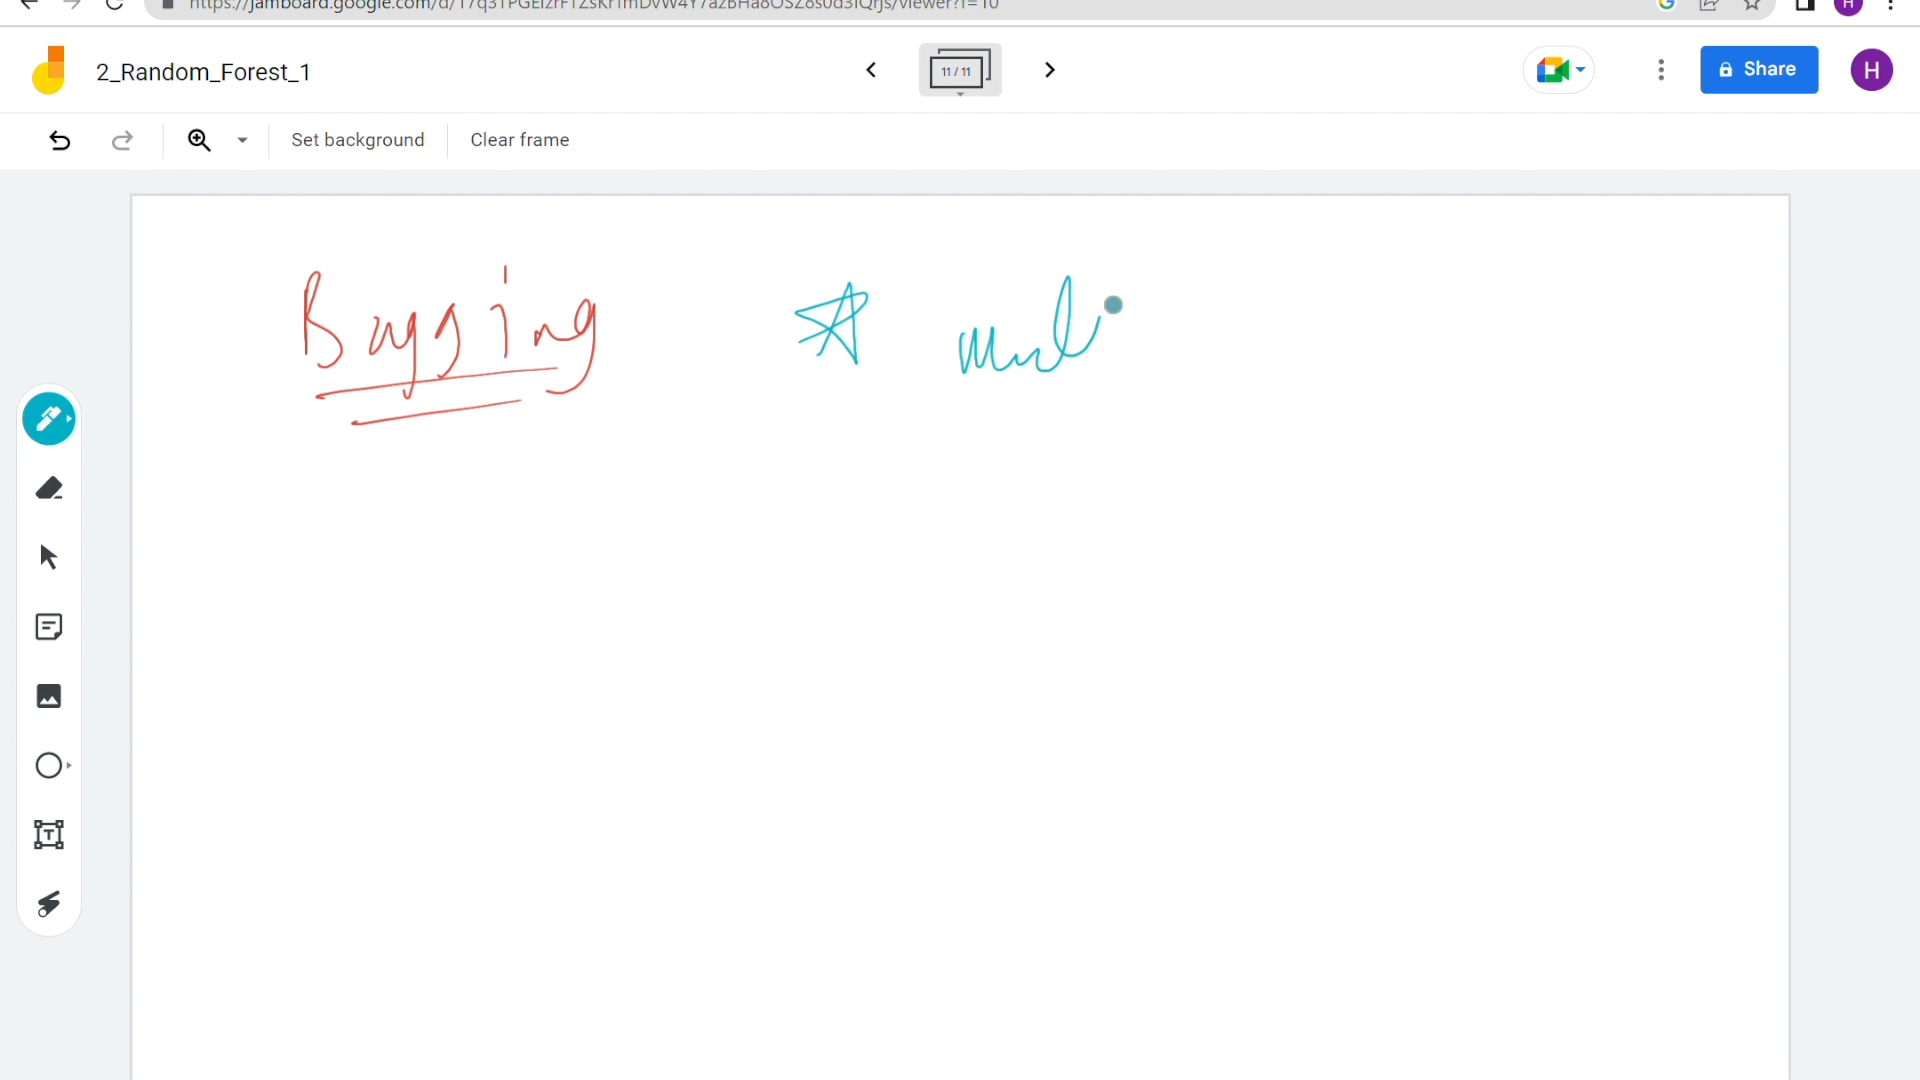 2_Random_Forest_1
11 / 11
Share
H
Set background
Clear frame
Bagging
mul